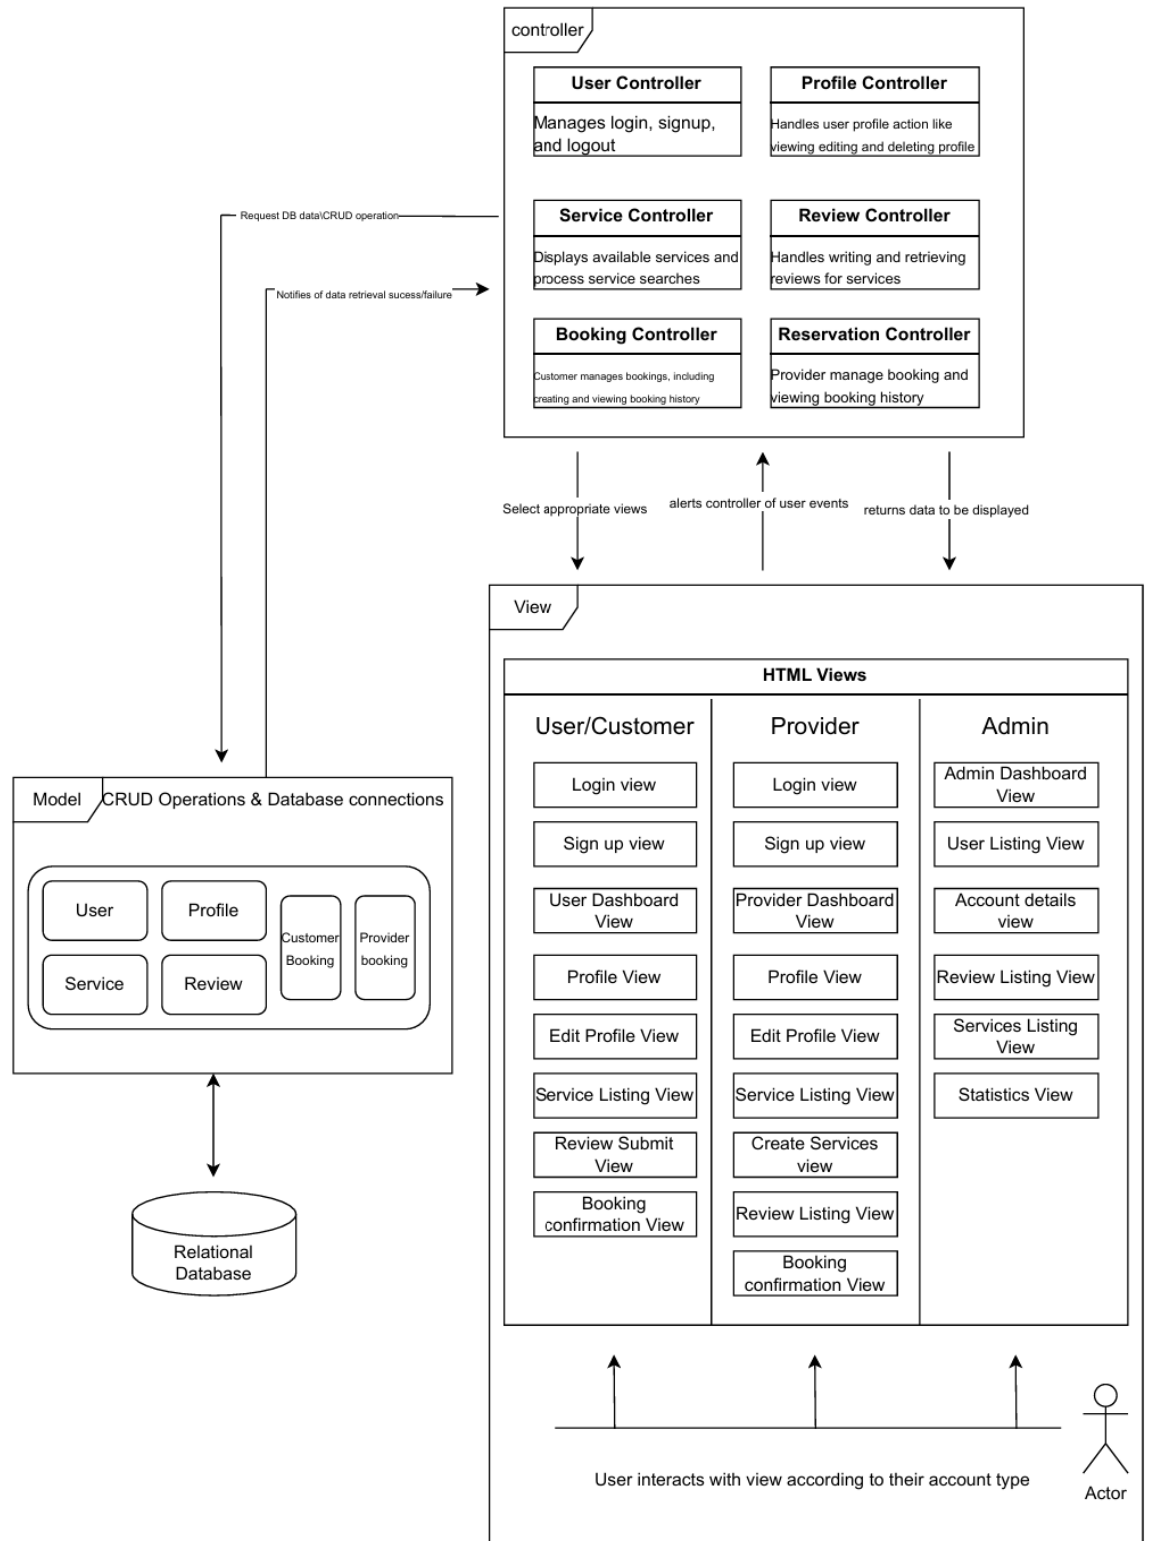 controller
User Controller
Manages login, signup,
and logout
Profile Controller
Handles user profile action like
viewing editing and deleting profile
Request DB data\CRUD operation
Service Controller
Displays available services and
process service searches
Review Controller
Handles writing and retrieving
reviews for services
Notifies of data retrieval sucess/failure
Booking Controller
Customer manages bookings, including
creating and viewing booking history
Reservation Controller
Provider manage booking and
viewing booking history
Select appropriate views
alerts controller of user events
returns data to be displayed
View
HTML Views
User/Customer
Login view
Sign up view
User Dashboard
View
Profile View
Edit Profile View
Service Listing View
Review Submit
View
Booking
confirmation View
Provider
Login view
Sign up view
Provider Dashboard
View
Profile View
Edit Profile View
Service Listing View
Create Services
view
Review Listing View
Booking
confirmation View
Admin
Admin Dashboard
View
User Listing View
Account details
view
Review Listing View
Services Listing
View
Statistics View
Model
CRUD Operations & Database connections
User
Profile
Service
Review
Customer
Booking
Provider
booking
Relational
Database
User interacts with view according to their account type
Actor